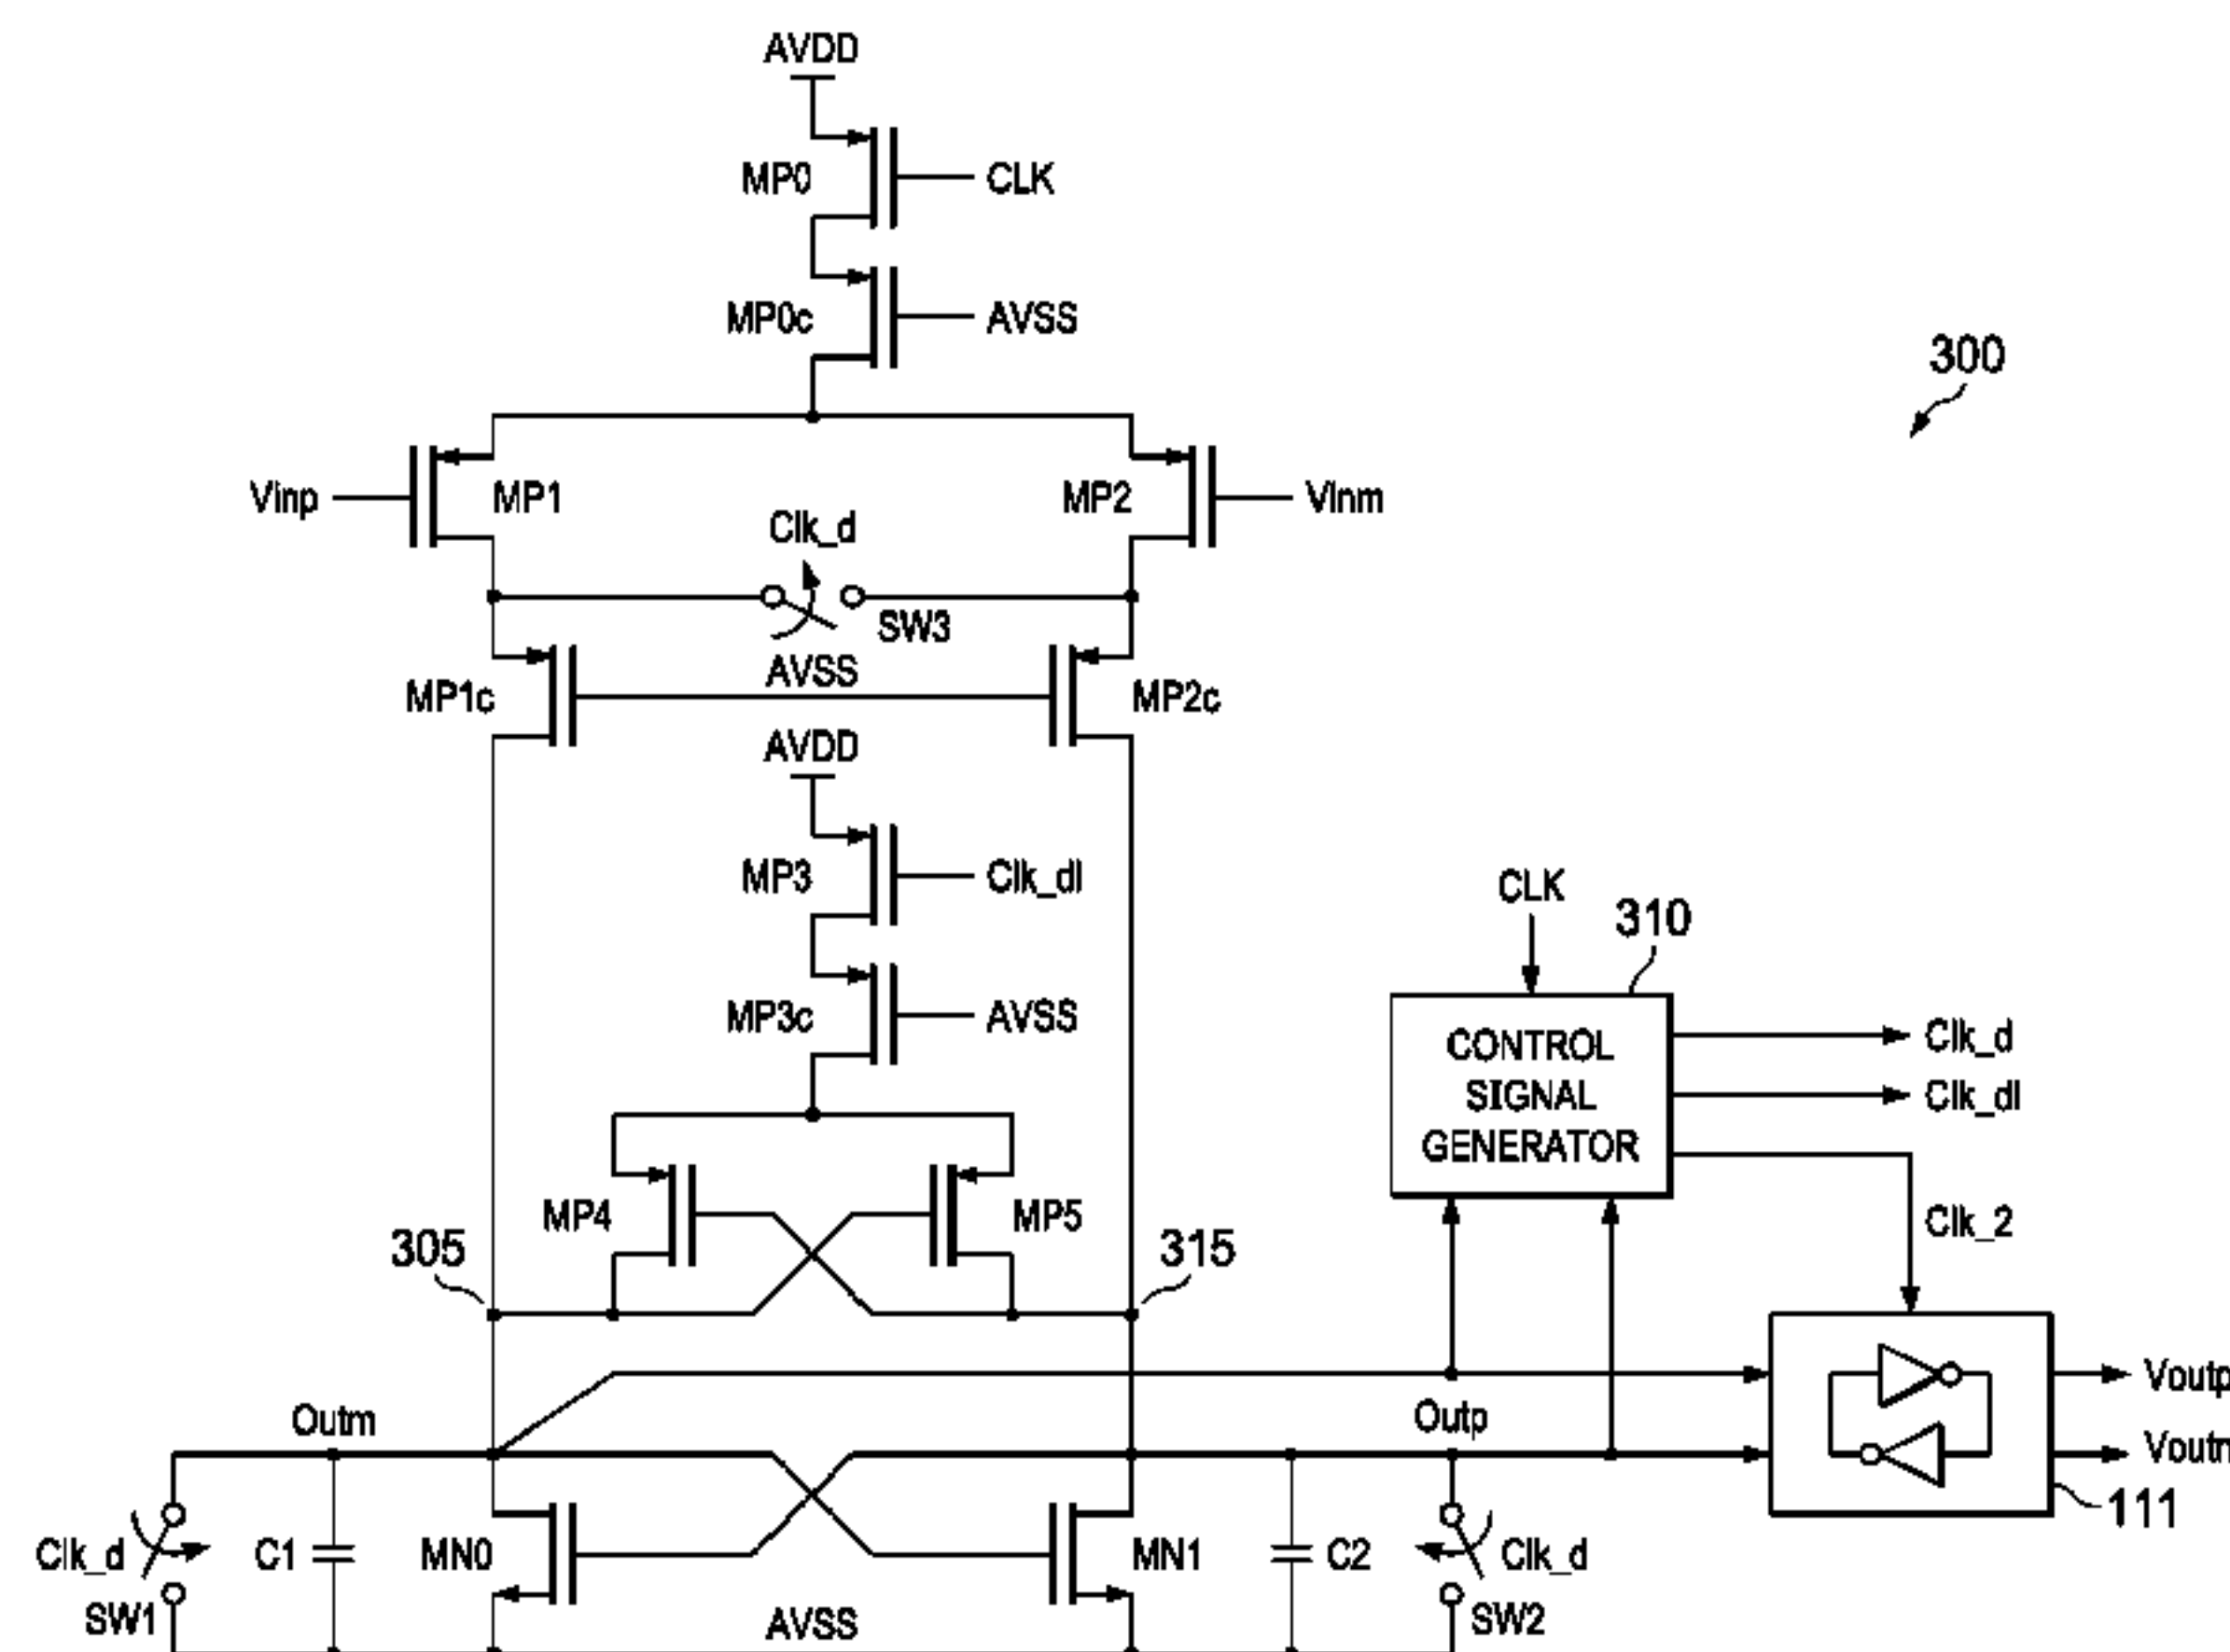 AVDD
MP0
CLK
MP0c
AVSS
300
Vinp
MP1
MP2
Vinm
Clk_d
SW3
MP1c
AVSS
MP2c
AVDD
MP3
Clk_dl
CLK
310
MP3c
AVSS
CONTROL
SIGNAL
GENERATOR
Clk_d
Clk_dl
MP4
MP5
305
315
Clk_2
Outm
Outp
Voutp
Clk_d
C1
MN0
MN1
C2
Clk_d
111
SW1
AVSS
SW2